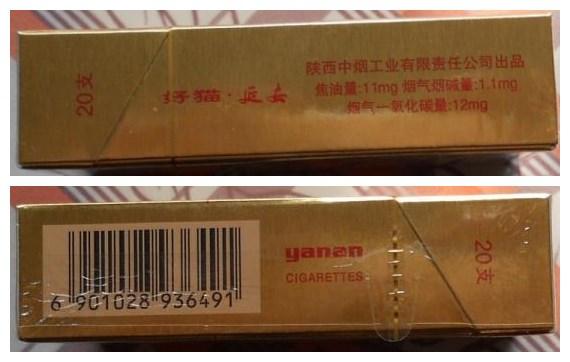 20支
好猫·延安
陕西中烟工业有限责任公司出品
焦油量:11mg 烟气烟碱量:1.1mg
烟气一氧化碳量:12mg
6 901028 936491
yanan
CIGARETTES
20支